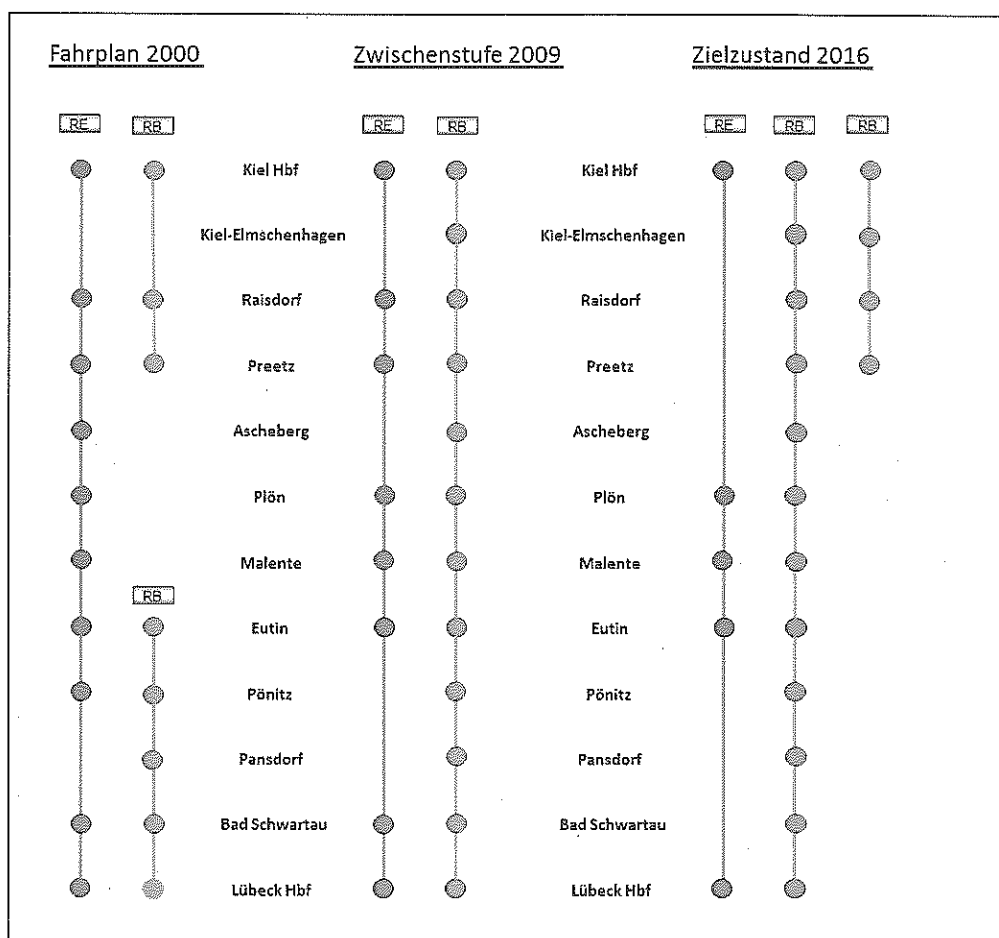 Fahrplan 2000 Zwischenstufe 2009 Zielzustand 2016
RE RB RE RB RE RB RB
Kiel Hbf Kiel Hbf
Kiel-Elmschenhagen Kiel-Elmschenhagen
Raisdorf Raisdorf
Preetz Preetz
Ascheberg Ascheberg
Plön Plön
Malente Malente
RB
Eutin Eutin
Pönitz Pönitz
Pansdorf Pansdorf
Bad Schwartau Bad Schwartau
Lübeck Hbf Lübeck Hbf